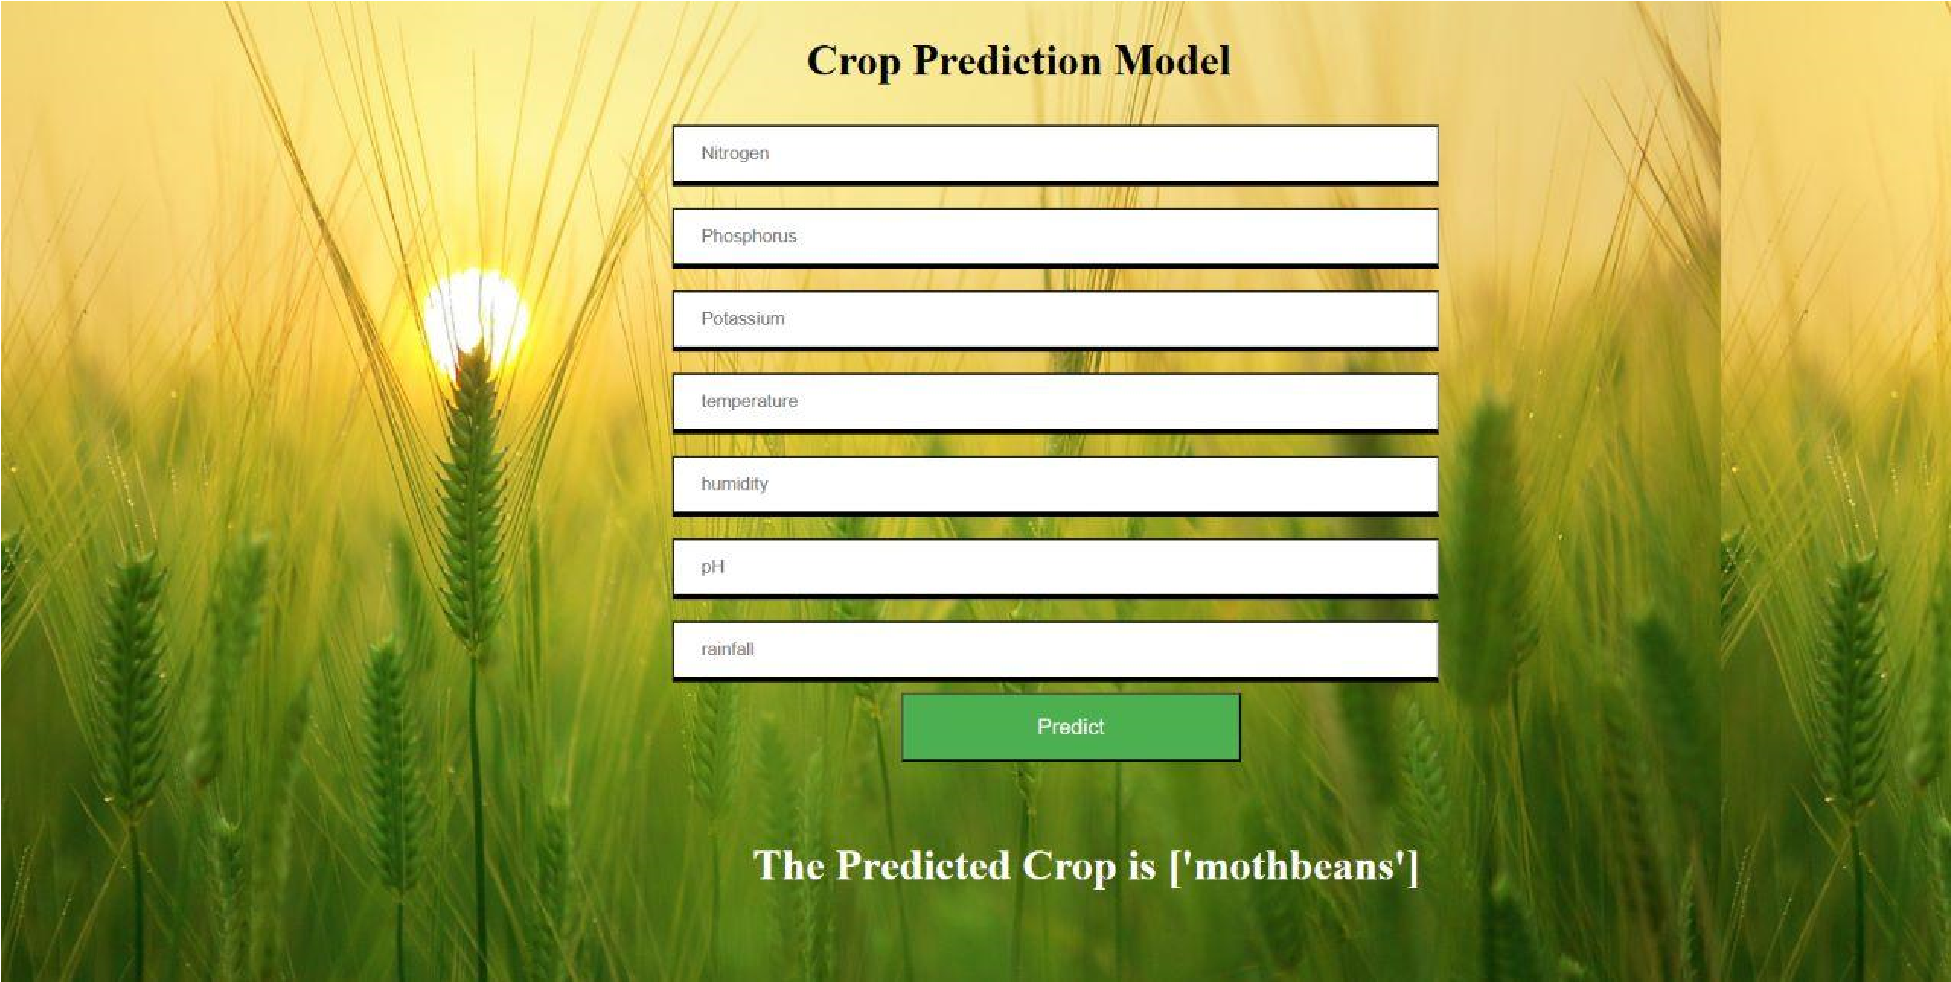 Crop Prediction Model
Nitrogen
Phosphorus
Potassium
temperature
humidity
pH
rainfall
Predict
The Predicted Crop is ['mothbeans']